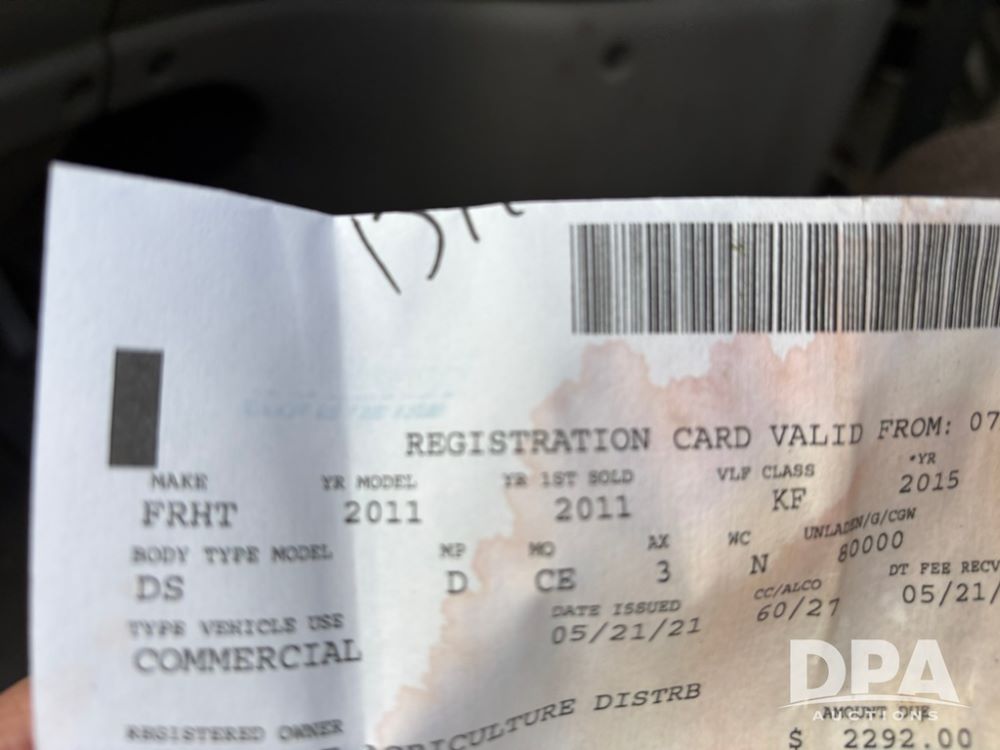 REGISTRATION CARD VALID FROM: 07
MAKE YR MODEL YR 1ST SOLD VLF CLASS *YR
FRHT 2011 2011 KF 2015
BODY TYPE MODEL MP MO AX WC UNLADEN/G/CGW
DS D CE 3 N 80000
TYPE VEHICLE USE DATE ISSUED CC/ALCO DT FEE RECV
COMMERCIAL 05/21/21 60/27 05/21/
REGISTERED OWNER AMOUNT DUE
AGRICULTURE DISTRB $ 2292.00
DPA
AUCTIONS